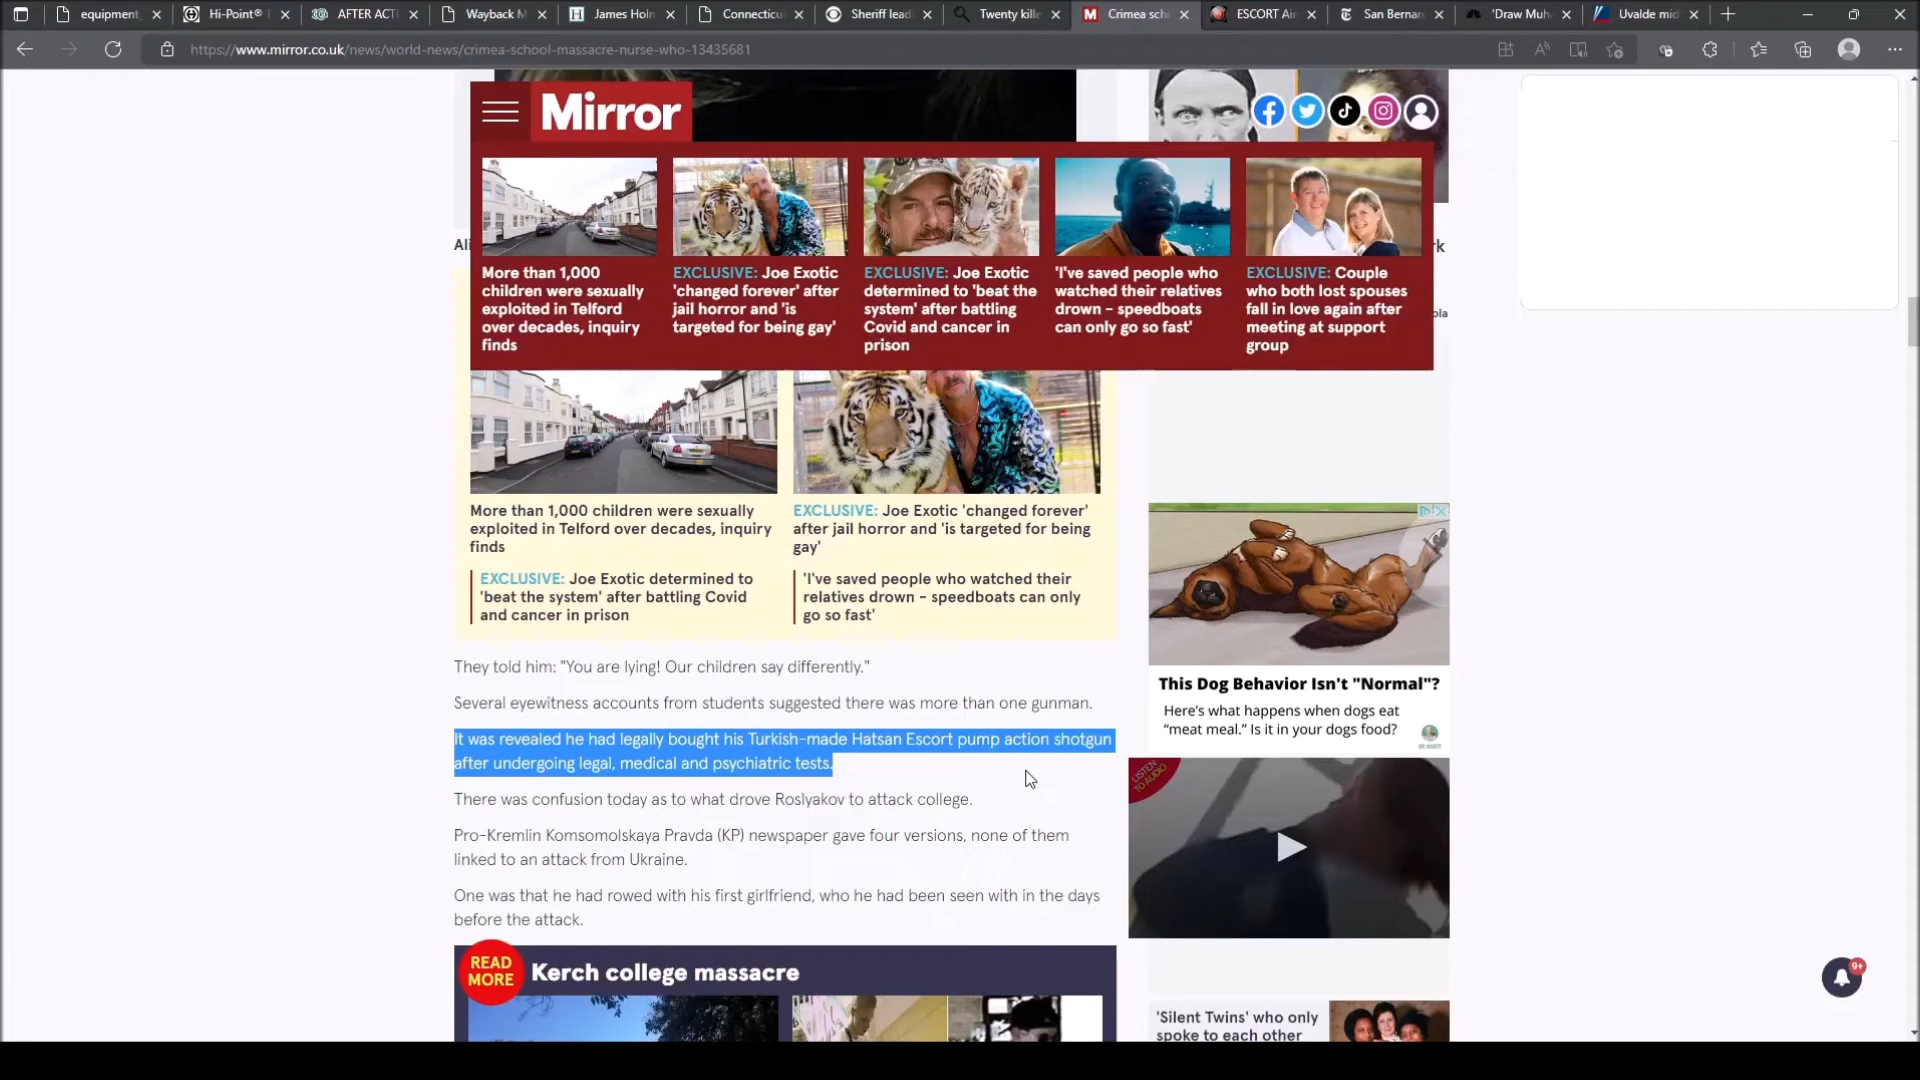 equipment_
Hi-Point® F
AFTER ACTI
Wayback M
James Holm
Connecticu
Sheriff lead
Twenty kille
Crimea scho
ESCORT Air
San Bernar
'Draw Muh
Uvalde mid
https://www.mirror.co.uk/news/world-news/crimea-school-massacre-nurse-who-13435681
Mirror
More than 1,000
children were sexually
exploited in Telford
over decades, inquiry
finds
EXCLUSIVE: Joe Exotic
'changed forever' after
jail horror and 'is
targeted for being gay'
EXCLUSIVE: Joe Exotic
determined to 'beat the
system' after battling
Covid and cancer in
prison
'I've saved people who
watched their relatives
drown - speedboats
can only go so fast'
EXCLUSIVE: Couple
who both lost spouses
fall in love again after
meeting at support
group
Ali
rk
ola
More than 1,000 children were sexually
exploited in Telford over decades, inquiry
finds
EXCLUSIVE: Joe Exotic 'changed forever'
after jail horror and 'is targeted for being
gay'
EXCLUSIVE: Joe Exotic determined to
'beat the system' after battling Covid
and cancer in prison
'I've saved people who watched their
relatives drown - speedboats can only
go so fast'
They told him: "You are lying! Our children say differently."
Several eyewitness accounts from students suggested there was more than one gunman.
It was revealed he had legally bought his Turkish-made Hatsan Escort pump action shotgun
after undergoing legal, medical and psychiatric tests.
There was confusion today as to what drove Roslyakov to attack college.
Pro-Kremlin Komsomolskaya Pravda (KP) newspaper gave four versions, none of them
linked to an attack from Ukraine.
One was that he had rowed with his first girlfriend, who he had been seen with in the days
before the attack.
READ
MORE
Kerch college massacre
This Dog Behavior Isn't "Normal"?
Here's what happens when dogs eat
"meat meal." Is it in your dogs food?
LISTEN
TO AUDIO
9+
'Silent Twins' who only
spoke to each other